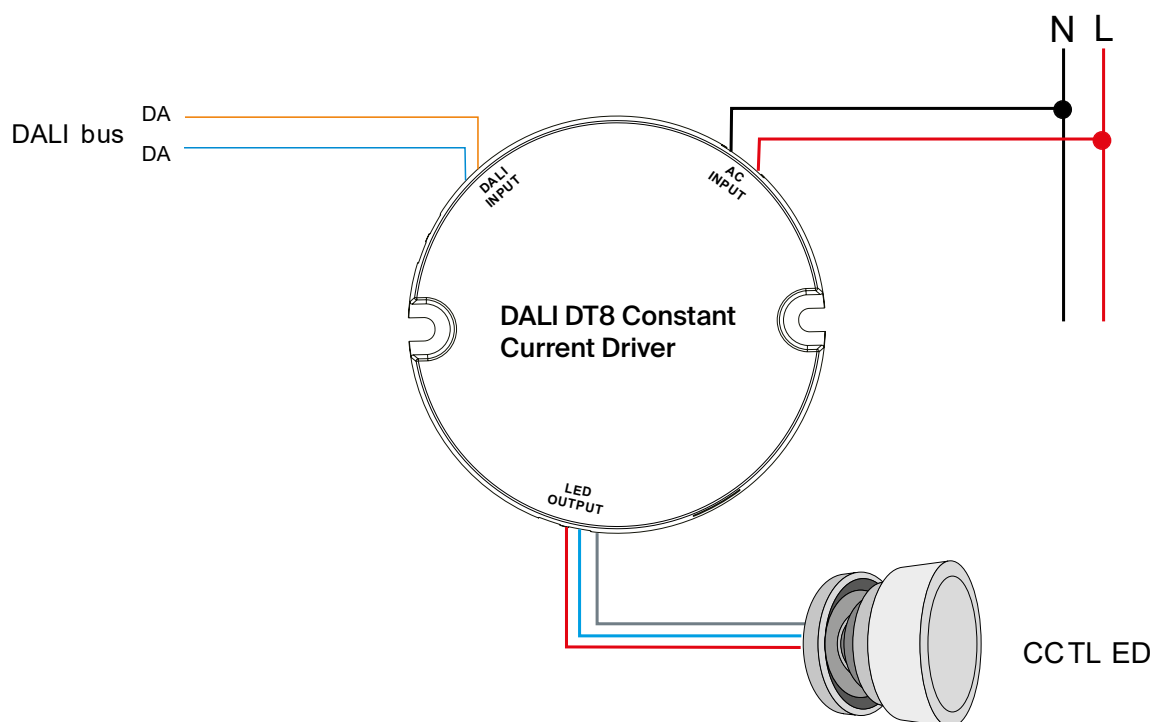 N L
DA
DALI bus
DA
DALI
INPUT
AC
INPUT
DALI DT8 Constant
Current Driver
LED
OUTPUT
CCTL ED